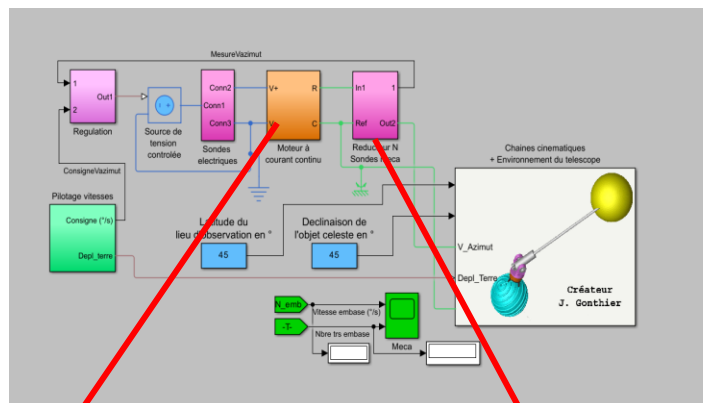 MesureVazimut
1
2
Out1
Regulation
Source de
tension
controlée
Conn2
Conn1
Conn3
Sondes
electriques
V+
R
C
Moteur à
courant continu
In1
1
Ref
Out2
Reducteur N
Sondes Meca
Chaines cinematiques
+ Environnement du telescope
ConsigneVazimut
Pilotage vitesses
Consigne (°/s)
Depl_terre
Latitude du
lieu d'observation en °
45
Declinaison de
l'objet celeste en °
45
V_Azimut
Depl_Terre
Créateur
J. Gonthier
N_emb
-T-
Vitesse embase (°/s)
Nbre trs embase
Meca